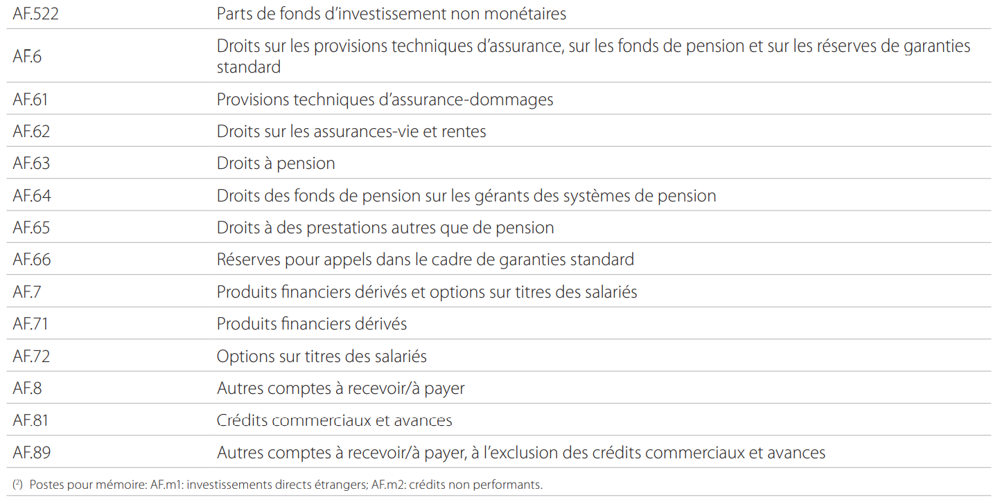 AF.522 Parts de fonds d’investissement non monétaires
AF.6 Droits sur les provisions techniques d’assurance, sur les fonds de pension et sur les réserves de garanties
standard
AF.61 Provisions techniques d’assurance-dommages
AF.62 Droits sur les assurances-vie et rentes
AF.63 Droits à pension
AF.64 Droits des fonds de pension sur les gérants des systèmes de pension
AF.65 Droits à des prestations autres que de pension
AF.66 Réserves pour appels dans le cadre de garanties standard
AF.7 Produits financiers dérivés et options sur titres des salariés
AF.71 Produits financiers dérivés
AF.72 Options sur titres des salariés
AF.8 Autres comptes à recevoir/à payer
AF.81 Crédits commerciaux et avances
AF.89 Autres comptes à recevoir/à payer, à l’exclusion des crédits commerciaux et avances
(²) Postes pour mémoire: AF.m1: investissements directs étrangers; AF.m2: crédits non performants.